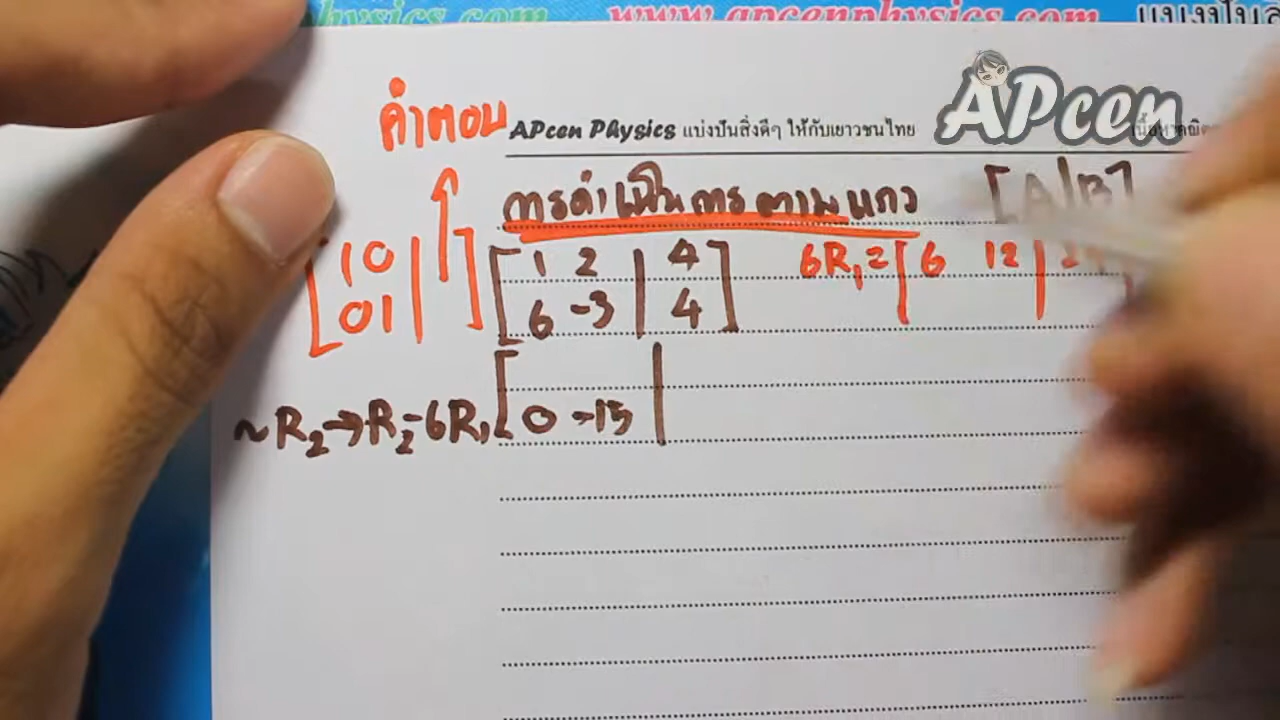 physics.com www.apcenphysics.com
คำตอบ APcen Physics แบ่งปันสิ่งดีๆ ให้กับเยาวชนไทย APcen
การดำเนินการตามแถว [A|B]
[1 0 | ] [1 2 | 4] 6R₁ = [6 12 |
[0 1 | ] [6 -3 | 4]
~R₂→R₂-6R₁ [0 -15 |